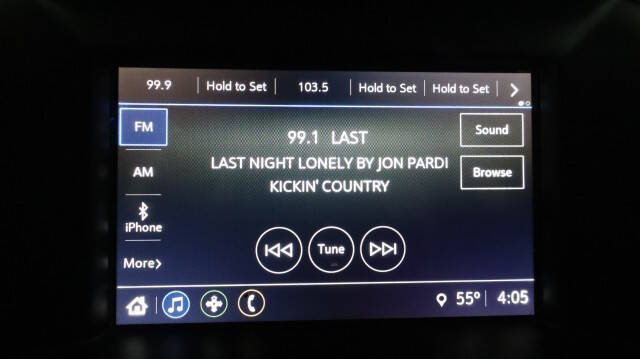 99.9 Hold to Set 103.5 Hold to Set Hold to Set
FM
99.1 LAST
Sound
LAST NIGHT LONELY BY JON PARDI
AM
Browse
KICKIN' COUNTRY
iPhone
Tune
More
55° 4:05